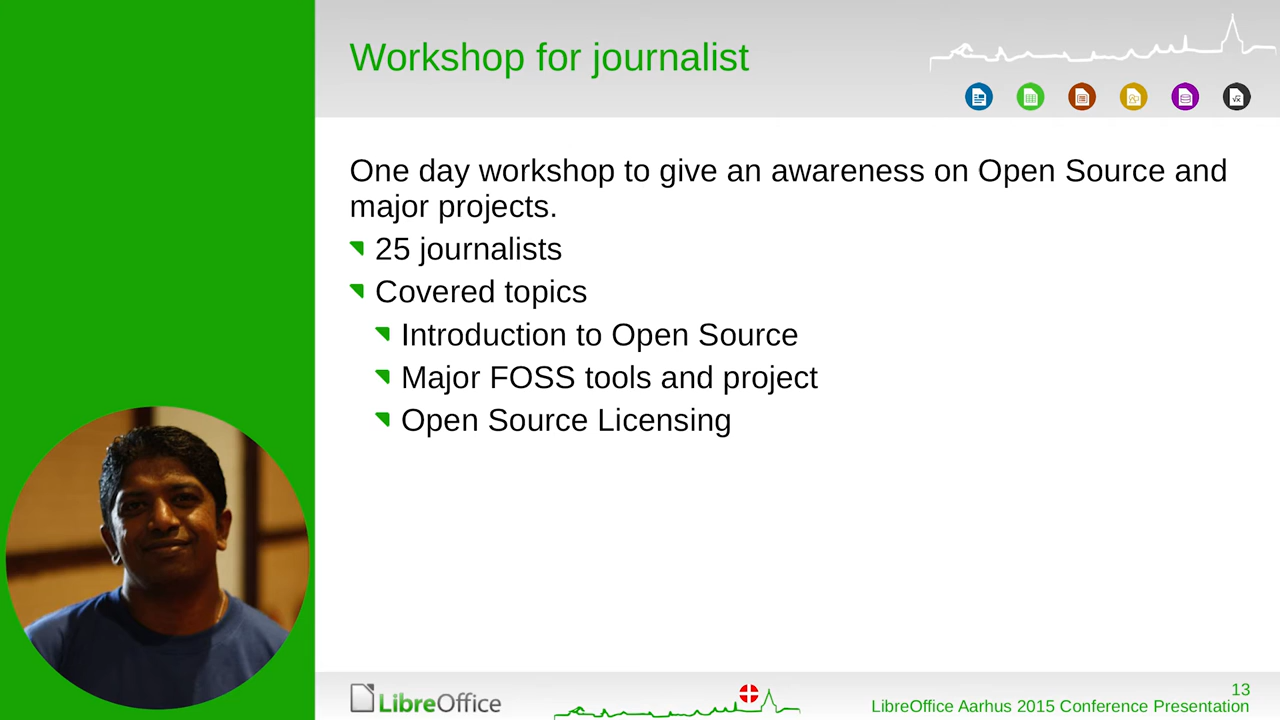 Workshop for journalist
One day workshop to give an awareness on Open Source and
major projects.
25 journalists
Covered topics
Introduction to Open Source
Major FOSS tools and project
Open Source Licensing
LibreOffice
13
LibreOffice Aarhus 2015 Conference Presentation